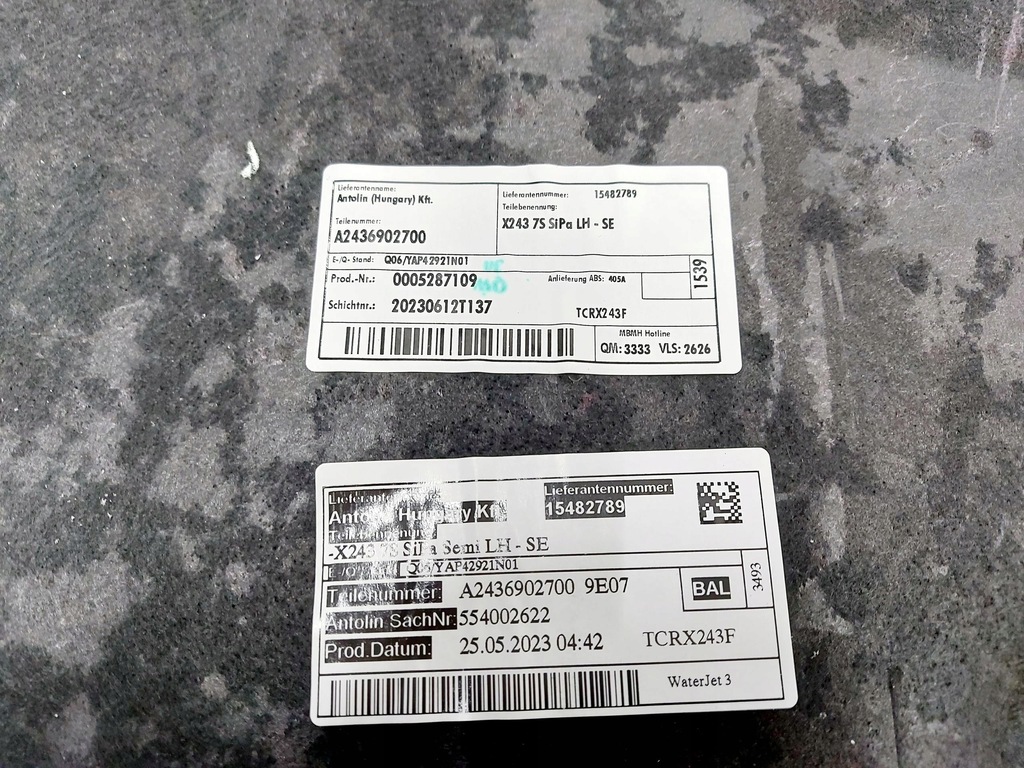 Lieferantenname:
Antolin (Hungary) Kft.
Lieferantennummer: 15482789
Teilebenennung:
X243 7S SiPa LH - SE
Teilenummer:
A2436902700
E-/Q- Stand: Q06/YAP42921N01
Prod.-Nr.: 0005287109
Anlieferung ABS: 405A
1539
Schichtnr.: 20230612T137
TCRX243F
MBMH Hotline
QM: 3333 VLS: 2626
Lieferantennummer:
Antolin Hungary Kft.
15482789
-X243 7S SiPa Semi LH - SE
Q06/YAP42921N01
Teilenummer: A2436902700 9E07
BAL
3493
Antolin SachNr: 554002622
Prod.Datum: 25.05.2023 04:42
TCRX243F
WaterJet 3